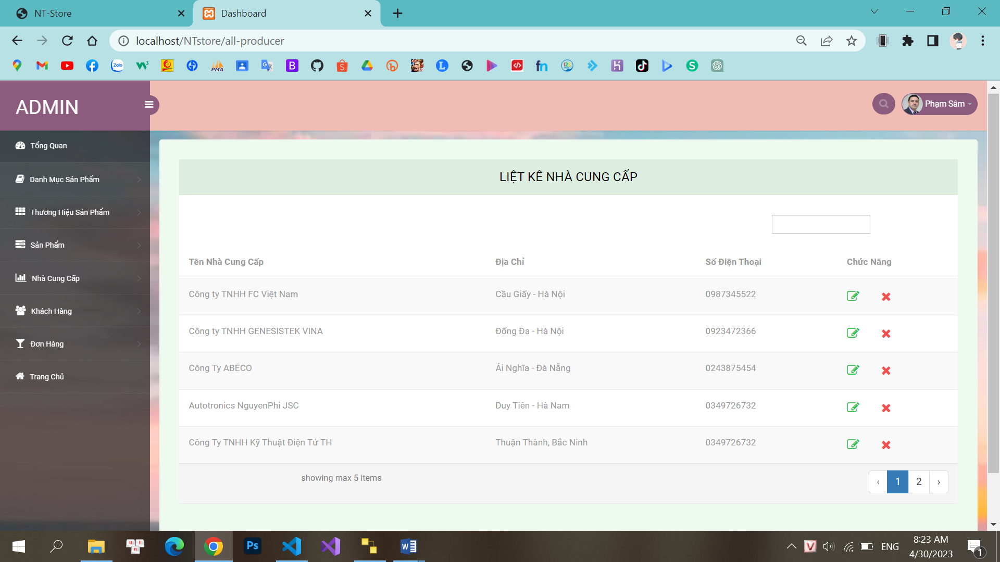 NT-Store
Dashboard
localhost/NTstore/all-producer
ADMIN
Phạm Sâm
Tổng Quan
Danh Mục Sản Phẩm
Thương Hiệu Sản Phẩm
Sản Phẩm
Nhà Cung Cấp
Khách Hàng
Đơn Hàng
Trang Chủ
LIỆT KÊ NHÀ CUNG CẤP
Tên Nhà Cung Cấp Địa Chỉ Số Điện Thoại Chức Năng
Công ty TNHH FC Việt Nam Cầu Giấy - Hà Nội 0987345522
Công ty TNHH GENESISTEK VINA Đống Đa - Hà Nội 0923472366
Công Ty ABECO Ái Nghĩa - Đà Nẵng 0243875454
Autotronics NguyenPhi JSC Duy Tiên - Hà Nam 0349726732
Công Ty TNHH Kỹ Thuật Điện Tử TH Thuận Thành, Bắc Ninh 0349726732
showing max 5 items
‹ 1 2 ›
ENG
8:23 AM
4/30/2023
1